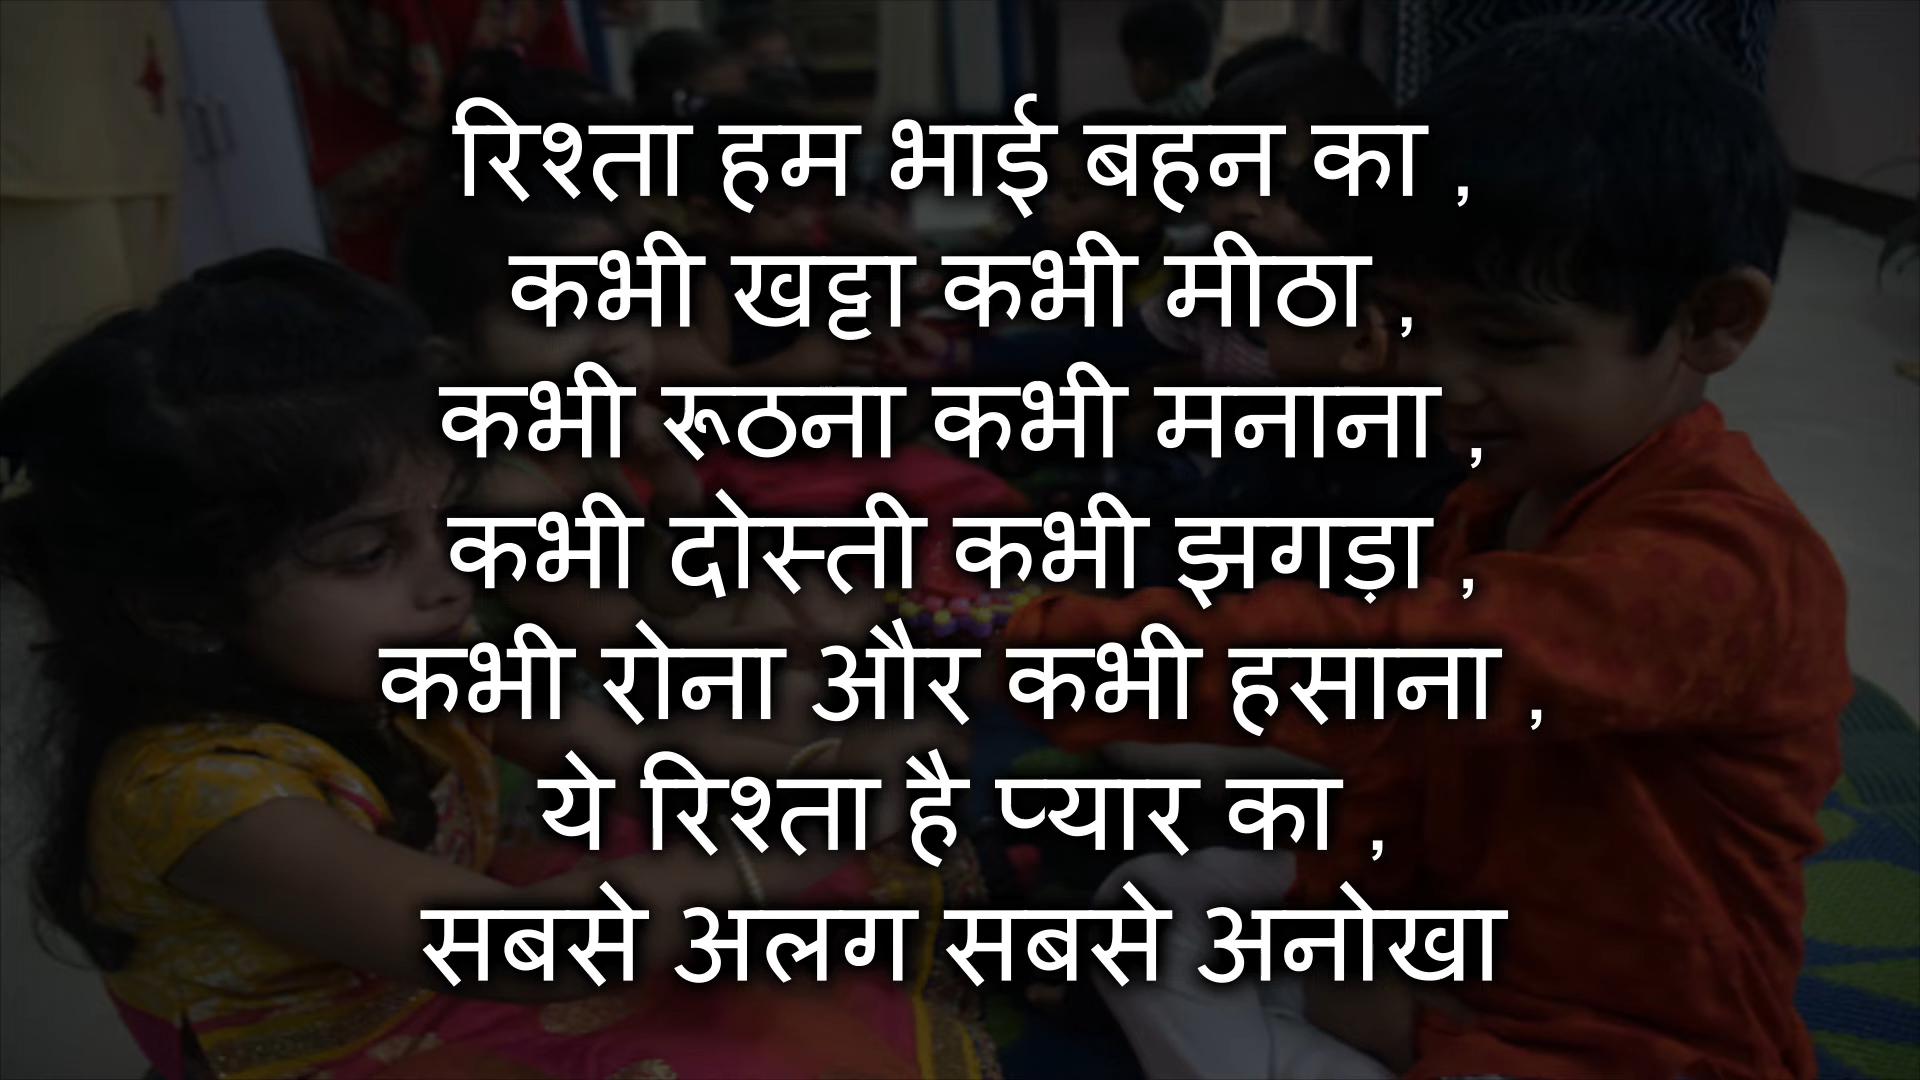 रिश्ता हम भाई बहन का ,
कभी खट्टा कभी मीठा ,
कभी रूठना कभी मनाना ,
कभी दोस्ती कभी झगड़ा ,
कभी रोना और कभी हसाना ,
ये रिश्ता है प्यार का ,
सबसे अलग सबसे अनोखा